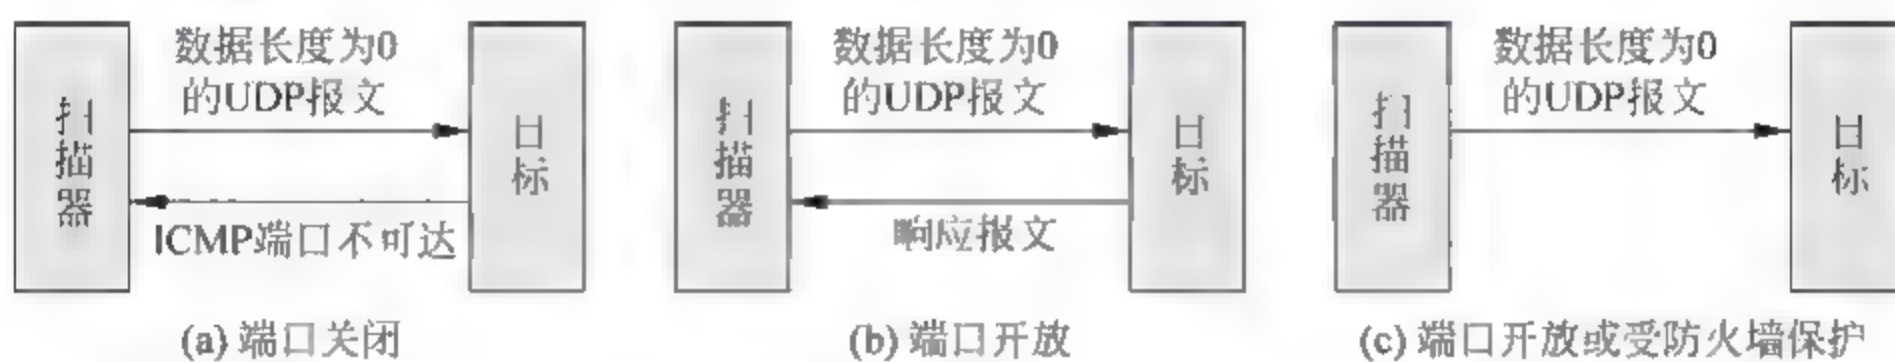 数据长度为0
的UDP报文
扫描器
目标
ICMP端口不可达
(a) 端口关闭
数据长度为0
的UDP报文
扫描器
目标
响应报文
(b) 端口开放
数据长度为0
的UDP报文
扫描器
目标
(c) 端口开放或受防火墙保护